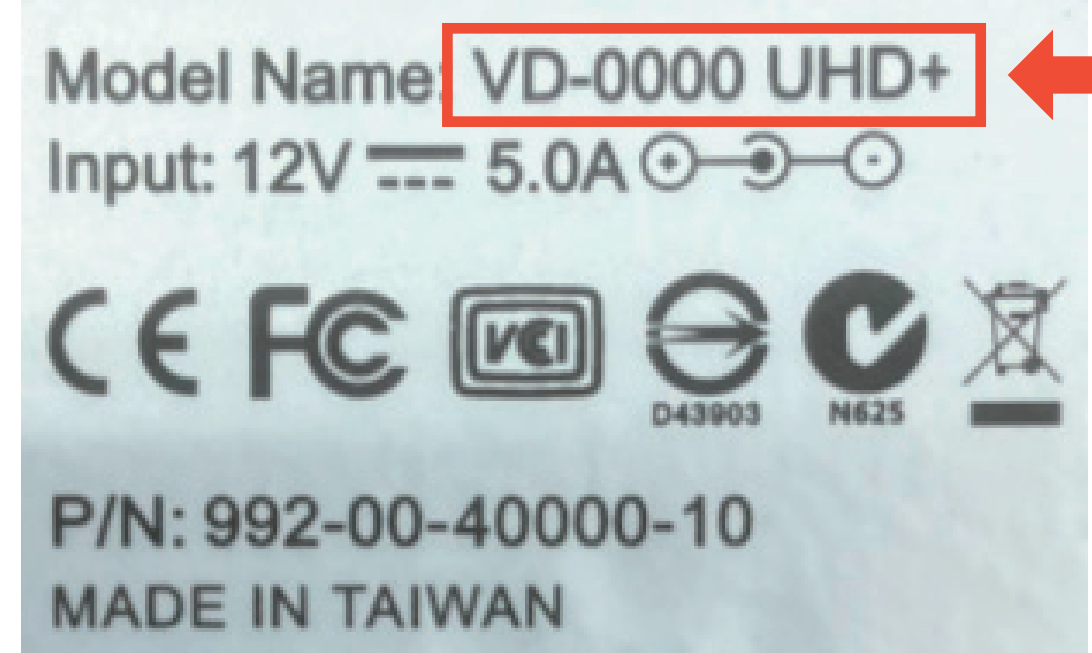 Model Name: VD-0000 UHD+
Input: 12V ⎓ 5.0A
CE FC VCI
D43903 N625
P/N: 992-00-40000-10
MADE IN TAIWAN